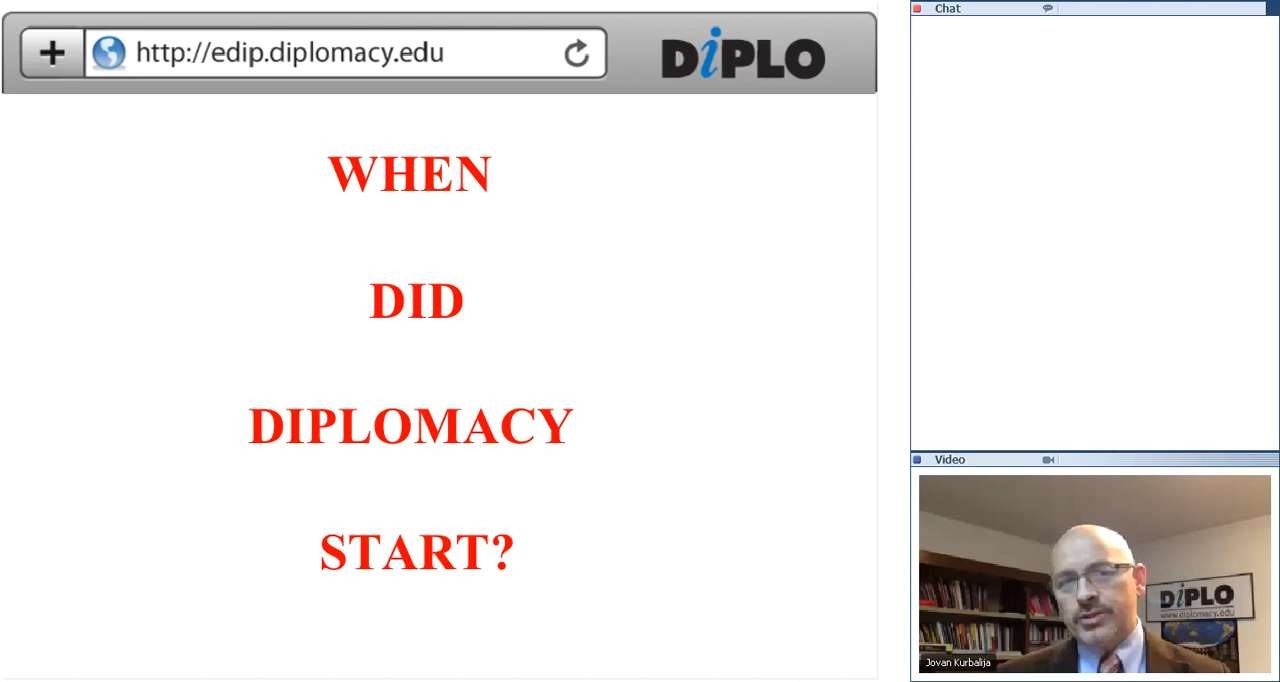 http://edip.diplomacy.edu
DiPLO
WHEN
DID
DIPLOMACY
START?
Chat
Video
DiPLO
www.diplomacy.edu
Jovan Kurbalija